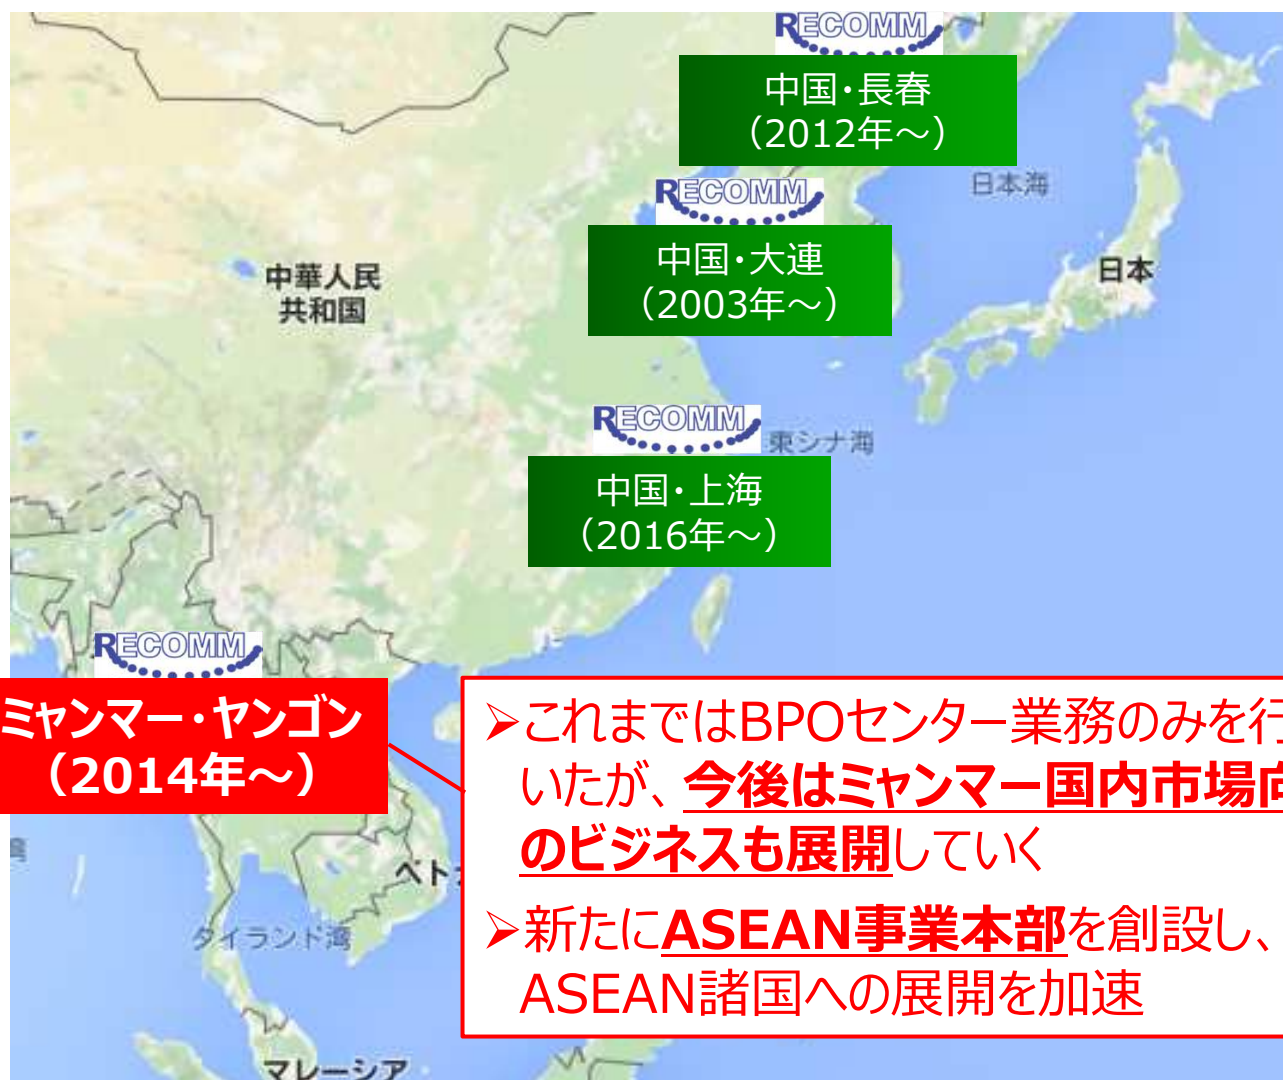 RECOMM
中国・長春
（2012年～）
日本海
RECOMM
中国・大連
（2003年～）
中華人民
共和国
日本
RECOMM
東シナ海
中国・上海
（2016年～）
RECOMM
ミャンマー・ヤンゴン
（2014年～）
➢これまではBPOセンター業務のみを行
いたが、今後はミャンマー国内市場向
のビジネスも展開していく
➢新たにASEAN事業本部を創設し、
ASEAN諸国への展開を加速
湾
ベト
タイランド湾
マレーシア